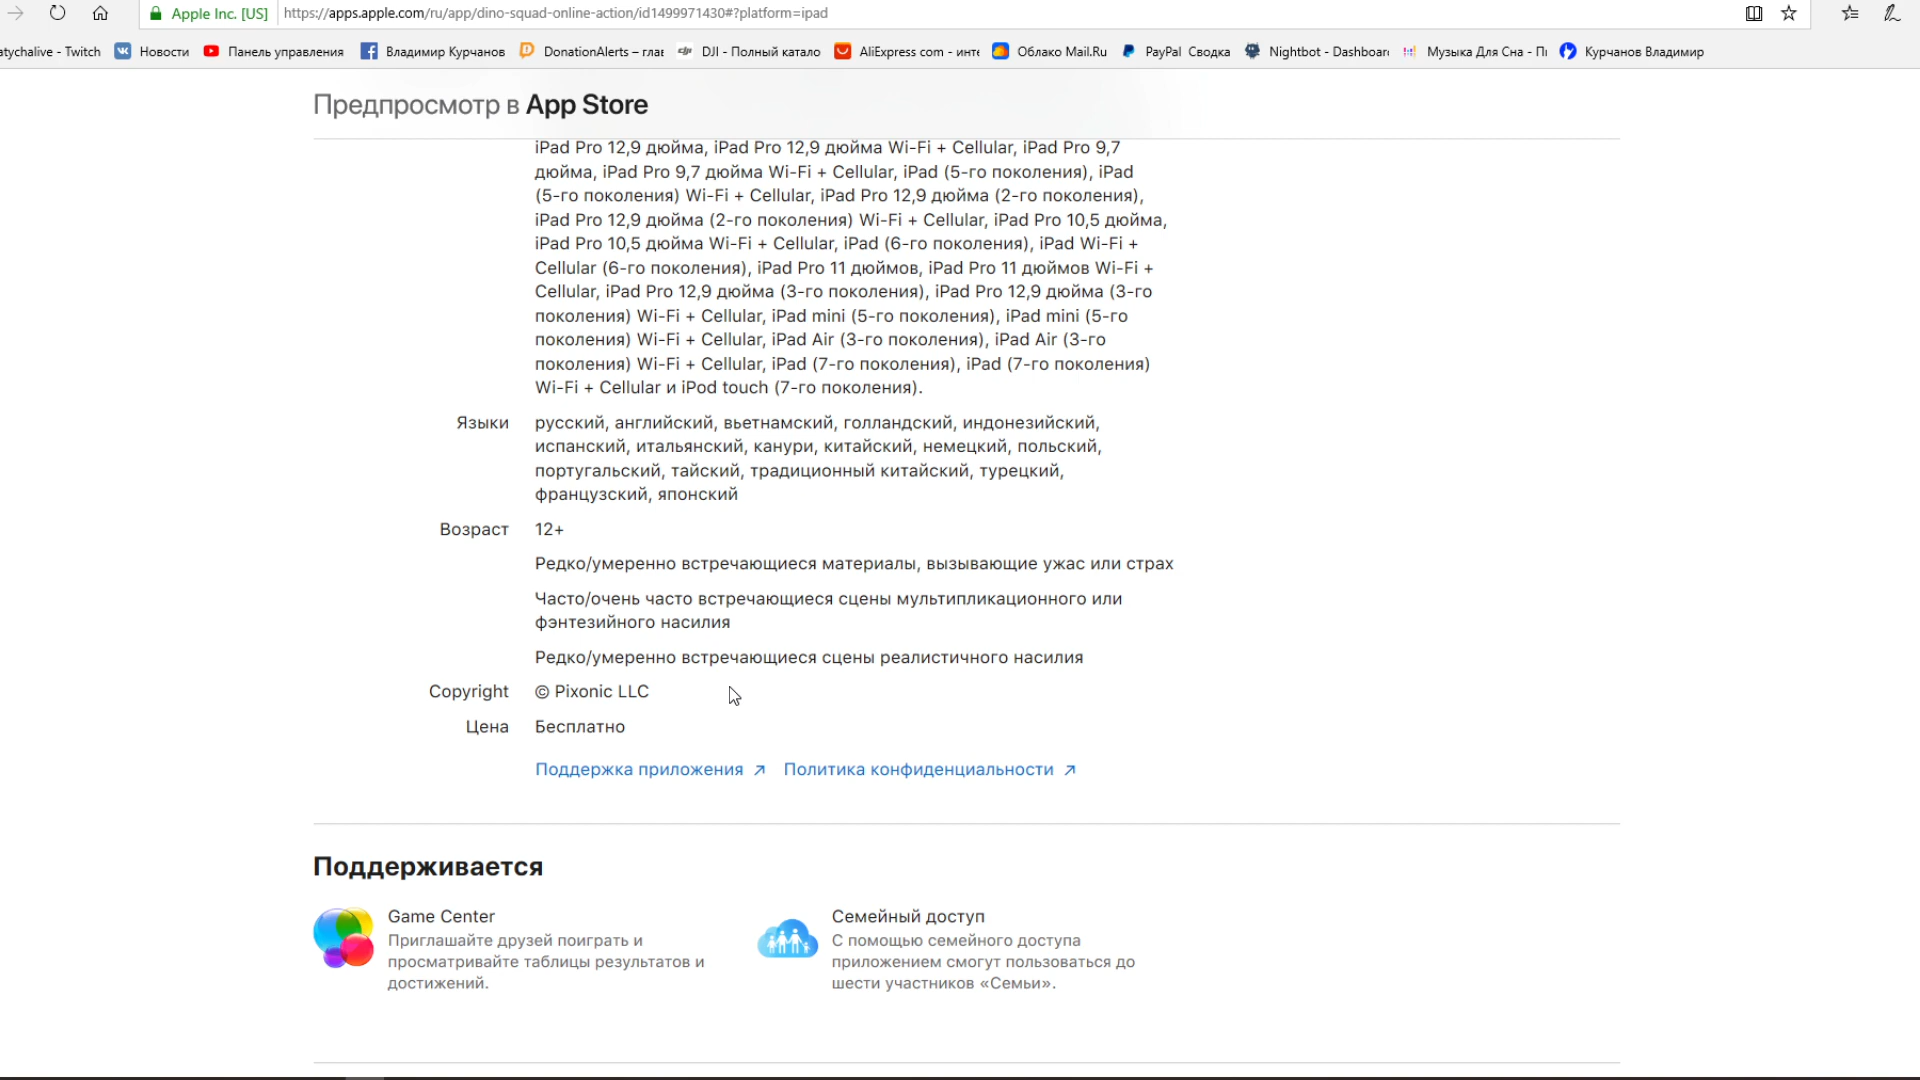 Apple Inc. [US]
https://apps.apple.com/ru/app/dino-squad-online-action/id1499971430#?platform=ipad
atychalive - Twitch
Новости
Панель управления
Владимир Курчанов
DonationAlerts – глав
DJI - Полный катало
AliExpress com - инте
Облако Mail.Ru
PayPal Сводка
Nightbot - Dashboar
Музыка Для Сна - П
Курчанов Владимир
Предпросмотр в App Store
iPad Pro 12,9 дюйма, iPad Pro 12,9 дюйма Wi-Fi + Cellular, iPad Pro 9,7
дюйма, iPad Pro 9,7 дюйма Wi-Fi + Cellular, iPad (5-го поколения), iPad
(5-го поколения) Wi-Fi + Cellular, iPad Pro 12,9 дюйма (2-го поколения),
iPad Pro 12,9 дюйма (2-го поколения) Wi-Fi + Cellular, iPad Pro 10,5 дюйма,
iPad Pro 10,5 дюйма Wi-Fi + Cellular, iPad (6-го поколения), iPad Wi-Fi +
Cellular (6-го поколения), iPad Pro 11 дюймов, iPad Pro 11 дюймов Wi-Fi +
Cellular, iPad Pro 12,9 дюйма (3-го поколения), iPad Pro 12,9 дюйма (3-го
поколения) Wi-Fi + Cellular, iPad mini (5-го поколения), iPad mini (5-го
поколения) Wi-Fi + Cellular, iPad Air (3-го поколения), iPad Air (3-го
поколения) Wi-Fi + Cellular, iPad (7-го поколения), iPad (7-го поколения)
Wi-Fi + Cellular и iPod touch (7-го поколения).
Языки русский, английский, вьетнамский, голландский, индонезийский,
испанский, итальянский, канури, китайский, немецкий, польский,
португальский, тайский, традиционный китайский, турецкий,
французский, японский
Возраст 12+
Редко/умеренно встречающиеся материалы, вызывающие ужас или страх
Часто/очень часто встречающиеся сцены мультипликационного или
фэнтезийного насилия
Редко/умеренно встречающиеся сцены реалистичного насилия
Copyright © Pixonic LLC
Цена Бесплатно
Поддержка приложения ↗ Политика конфиденциальности ↗
Поддерживается
Game Center
Приглашайте друзей поиграть и
просматривайте таблицы результатов и
достижений.
Семейный доступ
С помощью семейного доступа
приложением смогут пользоваться до
шести участников «Семьи».